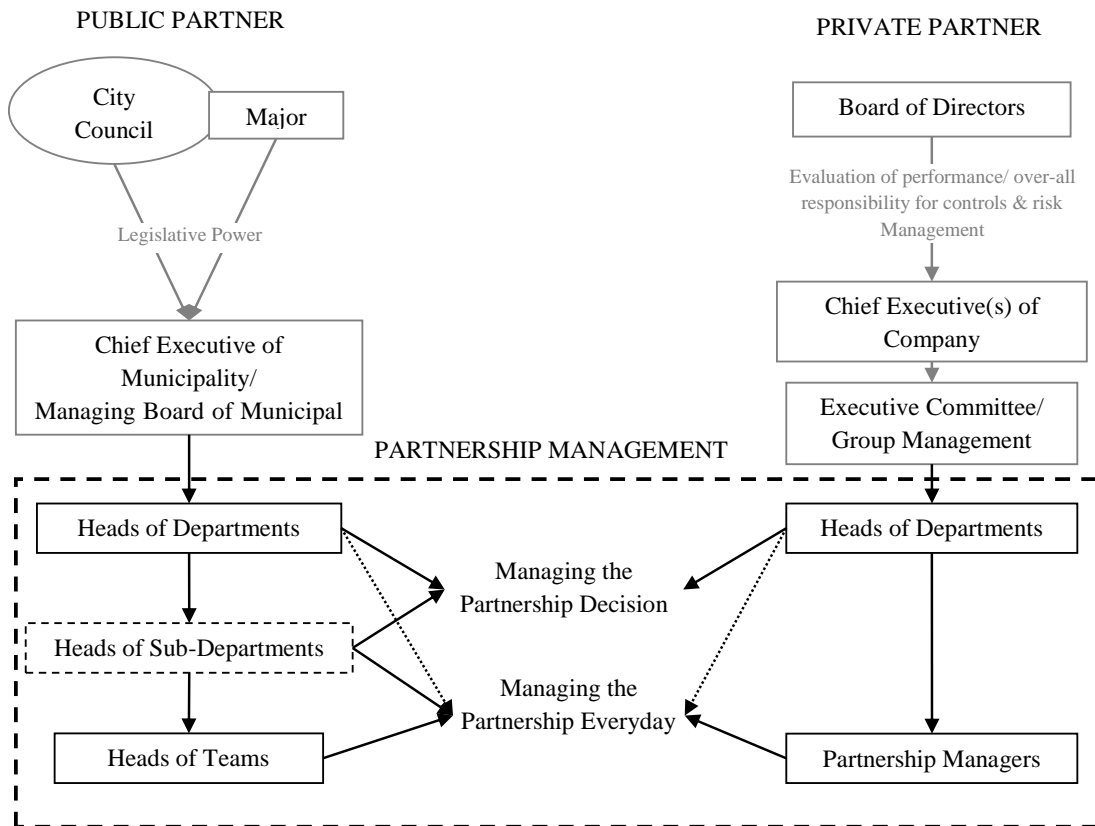 PUBLIC PARTNER
PRIVATE PARTNER
City
Council
Major
Board of Directors
Evaluation of performance/ over-all
responsibility for controls & risk
Management
Legislative Power
Chief Executive(s) of
Company
Chief Executive of
Municipality/
Managing Board of Municipal
Executive Committee/
Group Management
PARTNERSHIP MANAGEMENT
Heads of Departments
Heads of Departments
Managing the
Partnership Decision
Heads of Sub-Departments
Managing the
Partnership Everyday
Heads of Teams
Partnership Managers